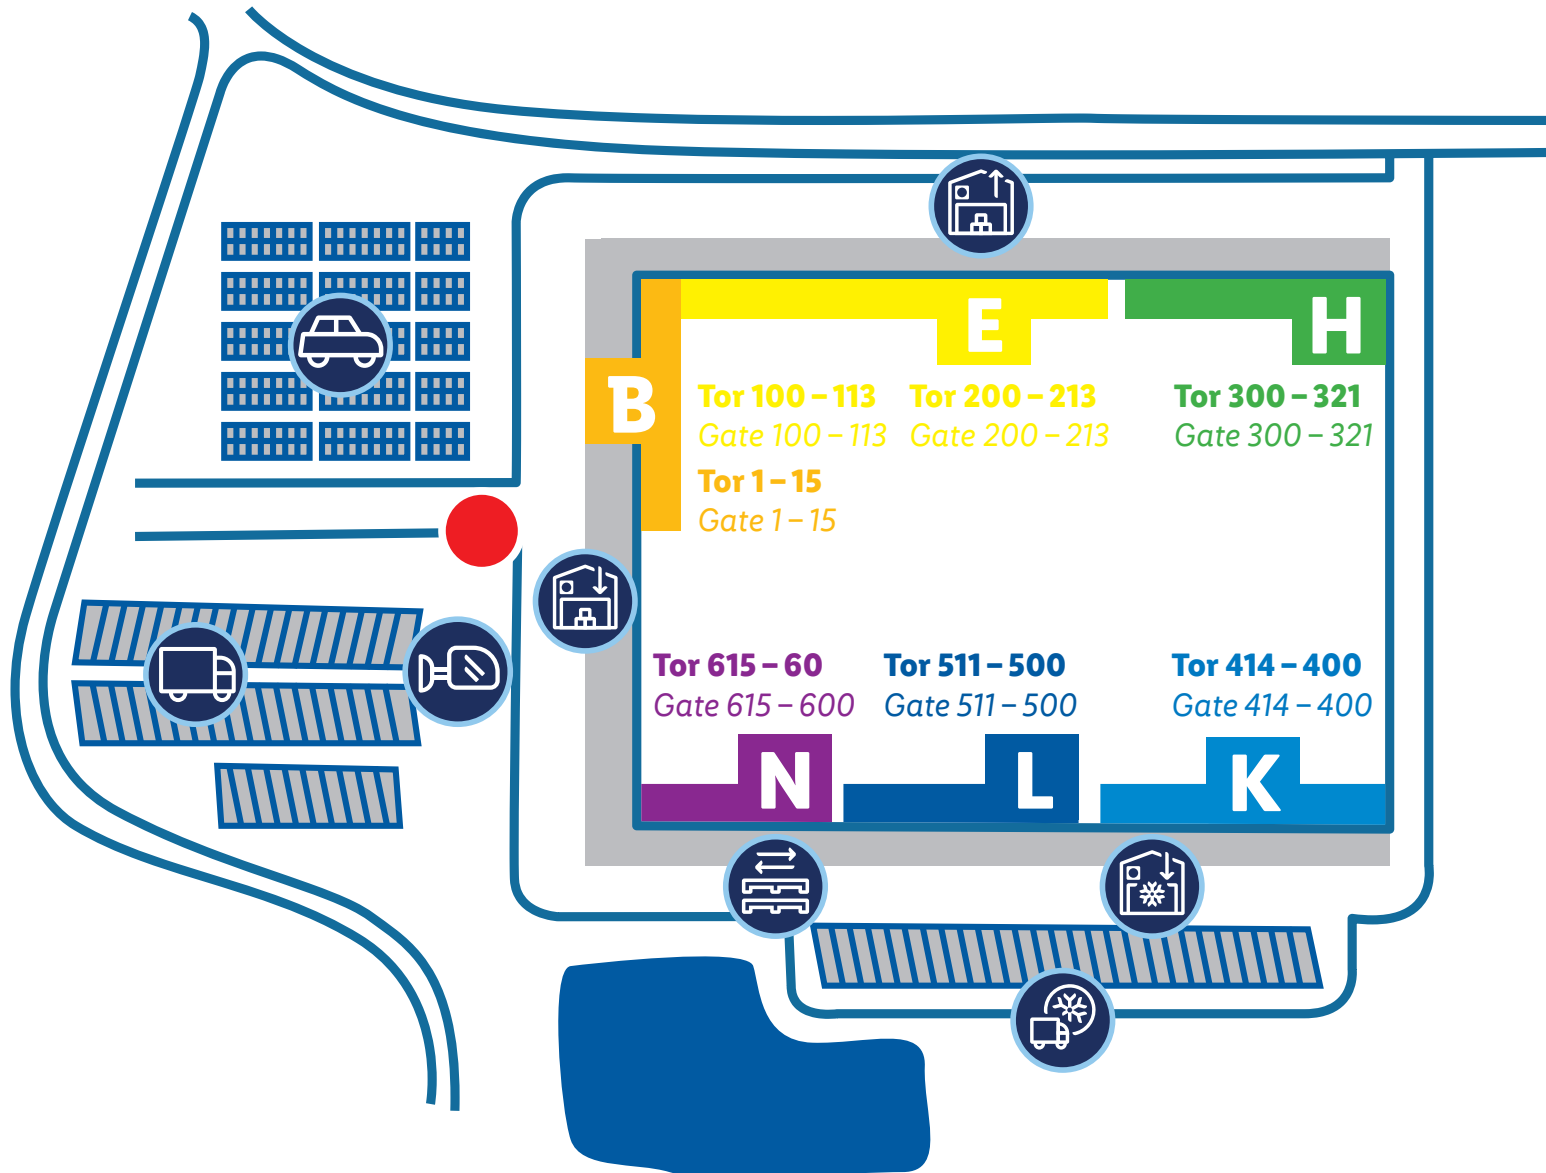 E
H
B
Tor 100 – 113
Gate 100 – 113
Tor 200 – 213
Gate 200 – 213
Tor 300 – 321
Gate 300 – 321
Tor 1 – 15
Gate 1 – 15
Tor 615 – 60
Gate 615 – 600
Tor 511 – 500
Gate 511 – 500
Tor 414 – 400
Gate 414 – 400
N
L
K